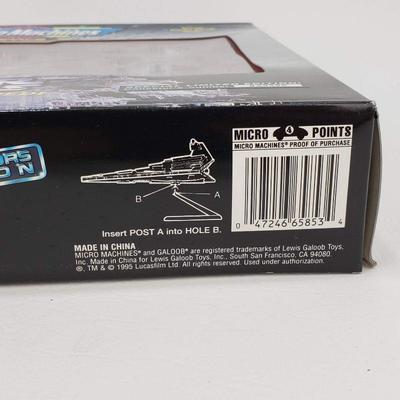 Machines
MICRO 4 POINTS
MICRO MACHINES® PROOF OF PURCHASE
B
A
0 47246 65853 4
Insert POST A into HOLE B.
MADE IN CHINA
MICRO MACHINES® and GALOOB® are registered trademarks of Lewis Galoob Toys,
Inc. Made in China for Lewis Galoob Toys, Inc., South San Francisco, CA 94080.
®, TM & © 1995 Lucasfilm Ltd. All rights reserved. Used under authorization.